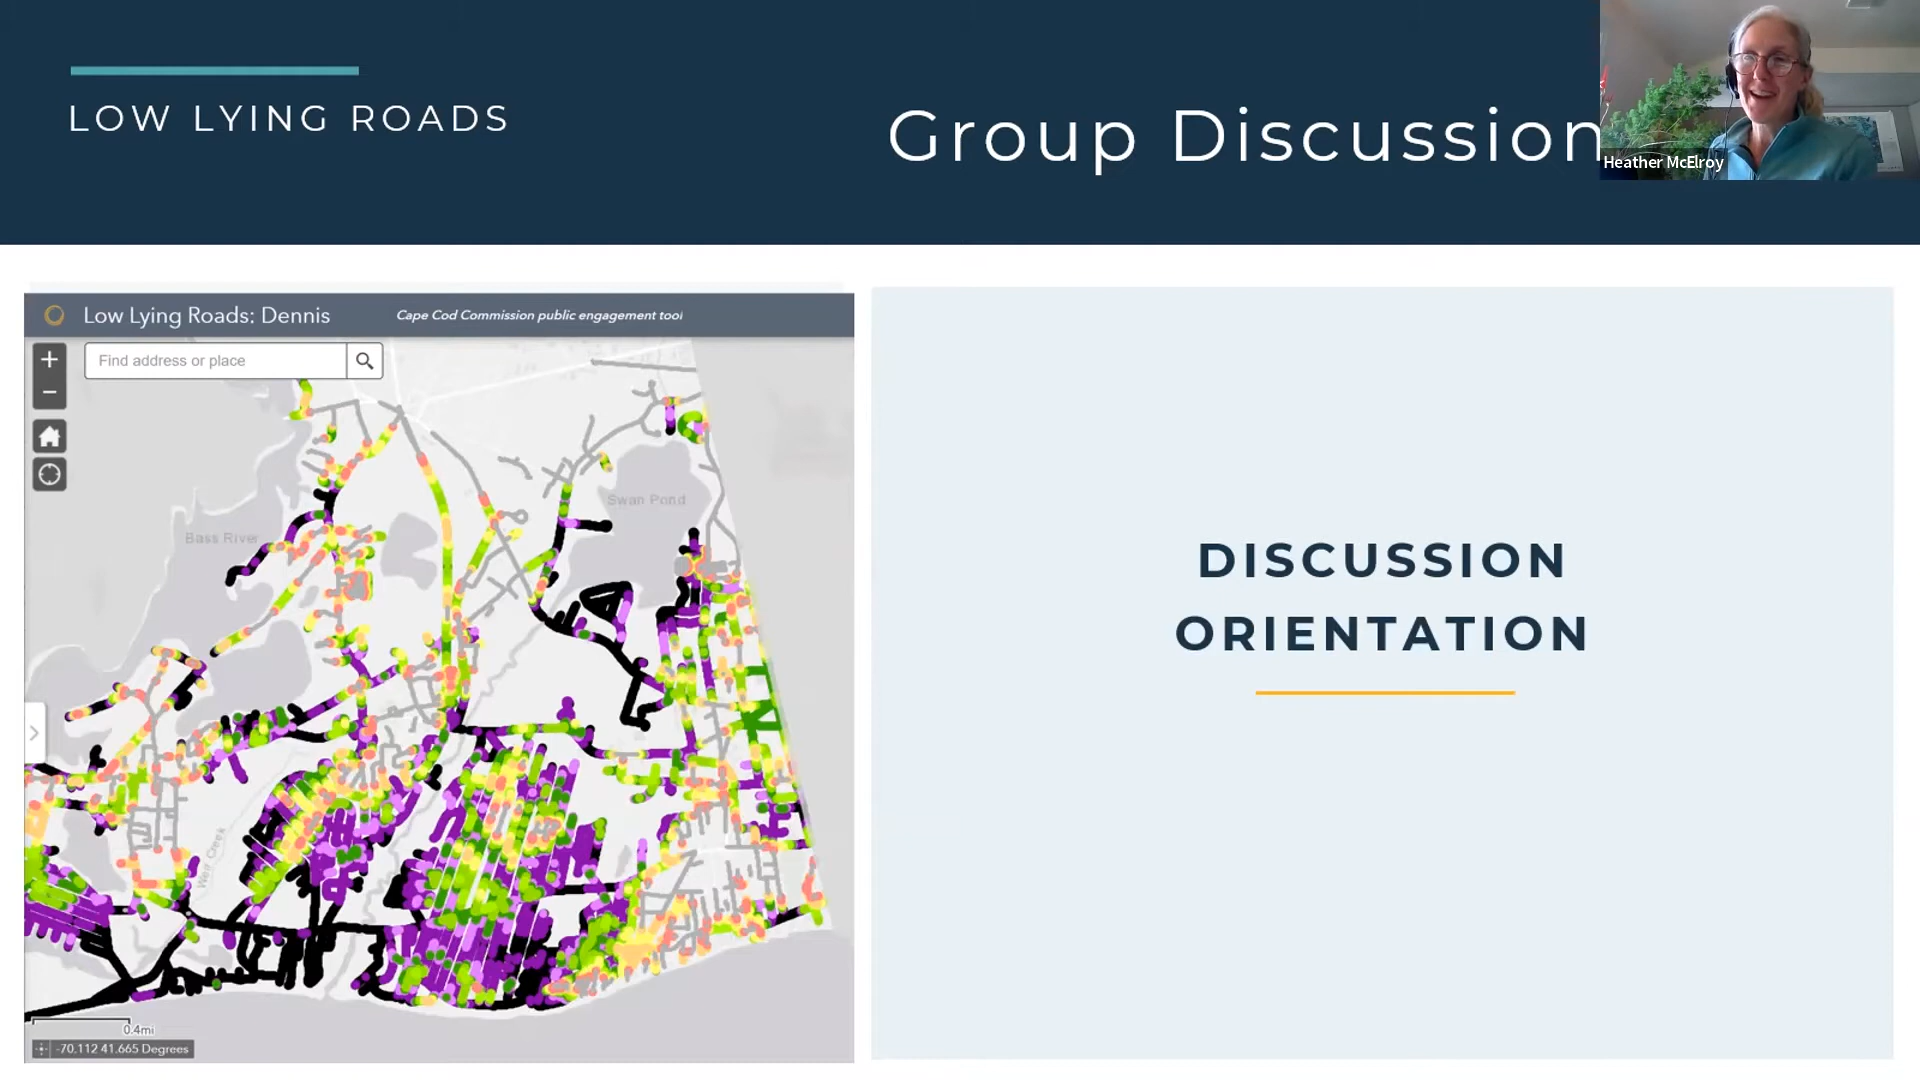 LOW LYING ROADS
Group Discussion
Heather McElroy
Low Lying Roads: Dennis
Cape Cod Commission public engagement tool
Find address or place
Swan Pond
Bass River
Weir Creek
0.4mi
-70.112 41.665 Degrees
DISCUSSION
ORIENTATION